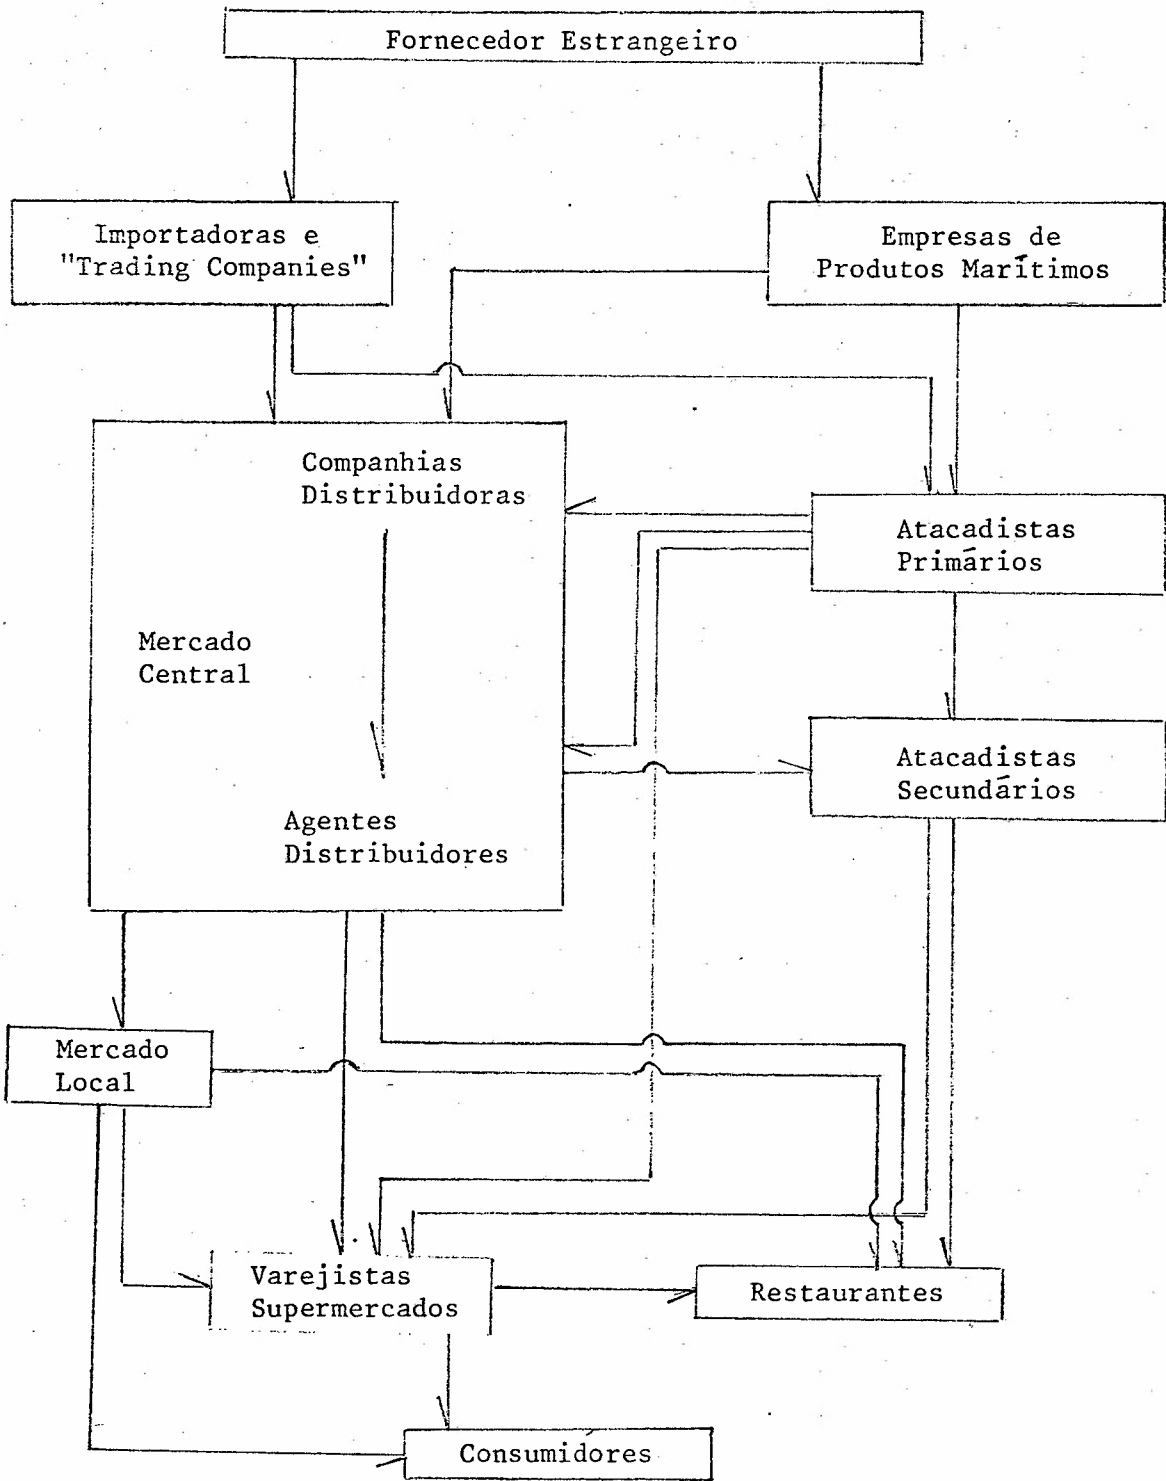 Fornecedor Estrangeiro
Importadoras e
"Trading Companies"
Empresas de
Produtos Marítimos
Companhias
Distribuidoras
Atacadistas
Primários
Mercado
Central
Atacadistas
Secundários
Agentes
Distribuidores
Mercado
Local
Varejistas
Supermercados
Restaurantes
Consumidores